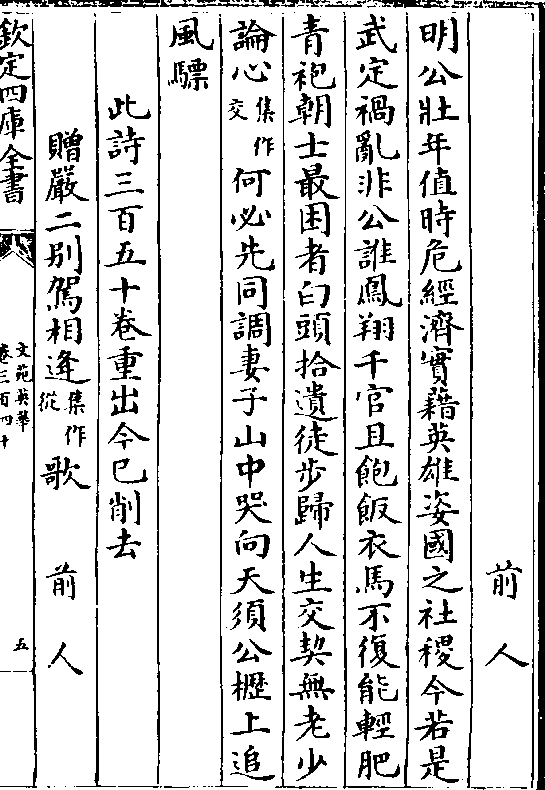 前人
明公壯年值時危經濟實藉英雄姿國之社稷今若是
武定禍亂非公誰鳳翔千官且飽飯衣馬不復能輕肥
青袍朝士最困者白頭拾遺徒步歸人生交契無老少
論心集作交何必先同調妻子山中哭向天須公櫪上追
風驃
此詩三百五十卷重出今已削去
贈嚴二别駕相逢集作從歌 前人
欽定四庫全書
文苑英華
卷三百四十
五